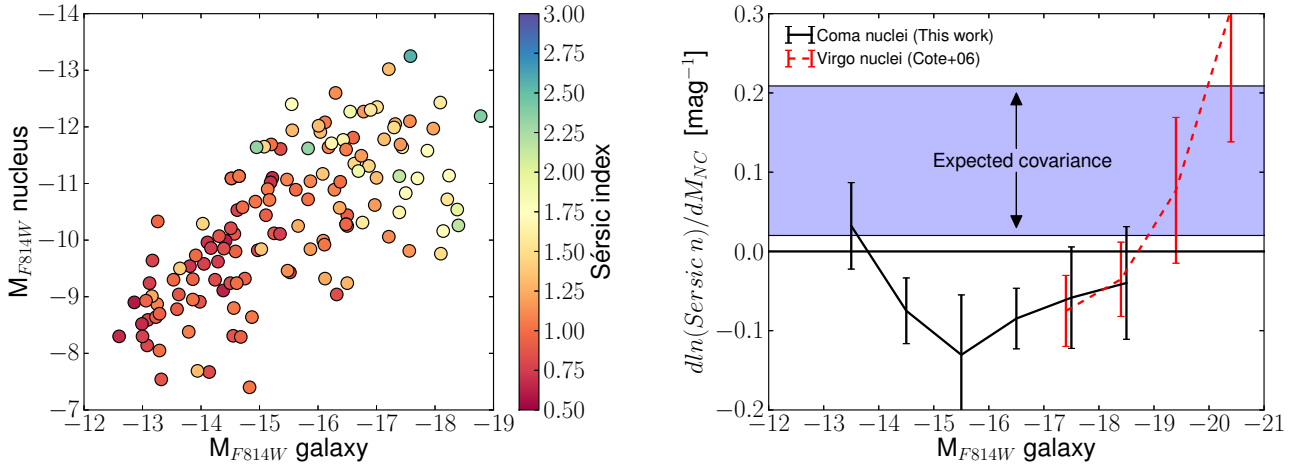 −14
−13
−12
−11
−10
−9
−8
−7
M_{F814W} nucleus
−12 −13 −14 −15 −16 −17 −18 −19
M_{F814W} galaxy
3.00
2.75
2.50
2.25
2.00
1.75
1.50
1.25
1.00
0.75
0.50
Sérsic index
0.3
0.2
0.1
0.0
−0.1
−0.2
dln(Sersic n)/dM_{NC} [mag^{−1}]
Coma nuclei (This work)
Virgo nuclei (Cote+06)
Expected covariance
−12 −13 −14 −15 −16 −17 −18 −19 −20 −21
M_{F814W} galaxy